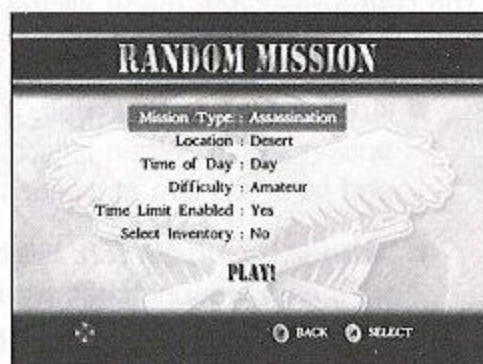 RANDOM MISSION
Mission Type : Assassination
Location : Desert
Time of Day : Day
Difficulty : Amateur
Time Limit Enabled : Yes
Select Inventory : No
PLAY!
BACK SELECT